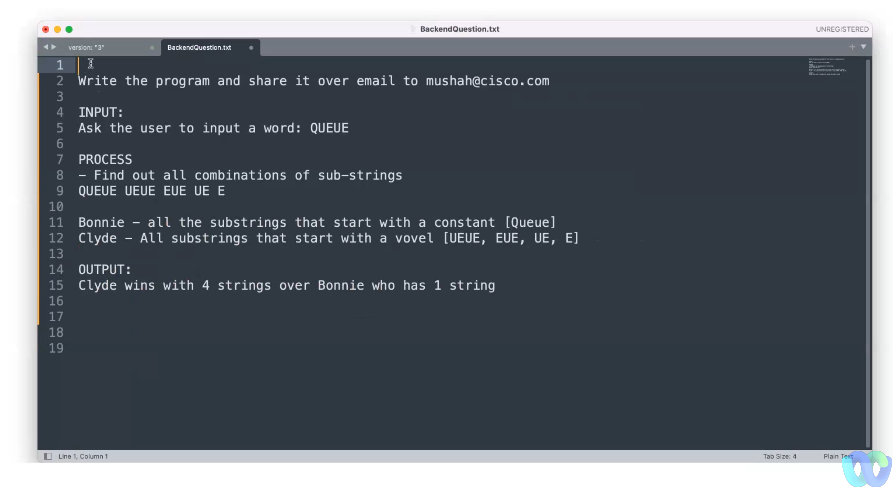 BackendQuestion.txt
UNREGISTERED
version: "3"
BackendQuestion.txt
1
2 Write the program and share it over email to mushah@cisco.com
3
4 INPUT:
5 Ask the user to input a word: QUEUE
6
7 PROCESS
8 - Find out all combinations of sub-strings
9 QUEUE UEUE EUE UE E
10
11 Bonnie - all the substrings that start with a constant [Queue]
12 Clyde - All substrings that start with a vovel [UEUE, EUE, UE, E]
13
14 OUTPUT:
15 Clyde wins with 4 strings over Bonnie who has 1 string
16
17
18
19
Line 1, Column 1
Tab Size: 4
Plain Text